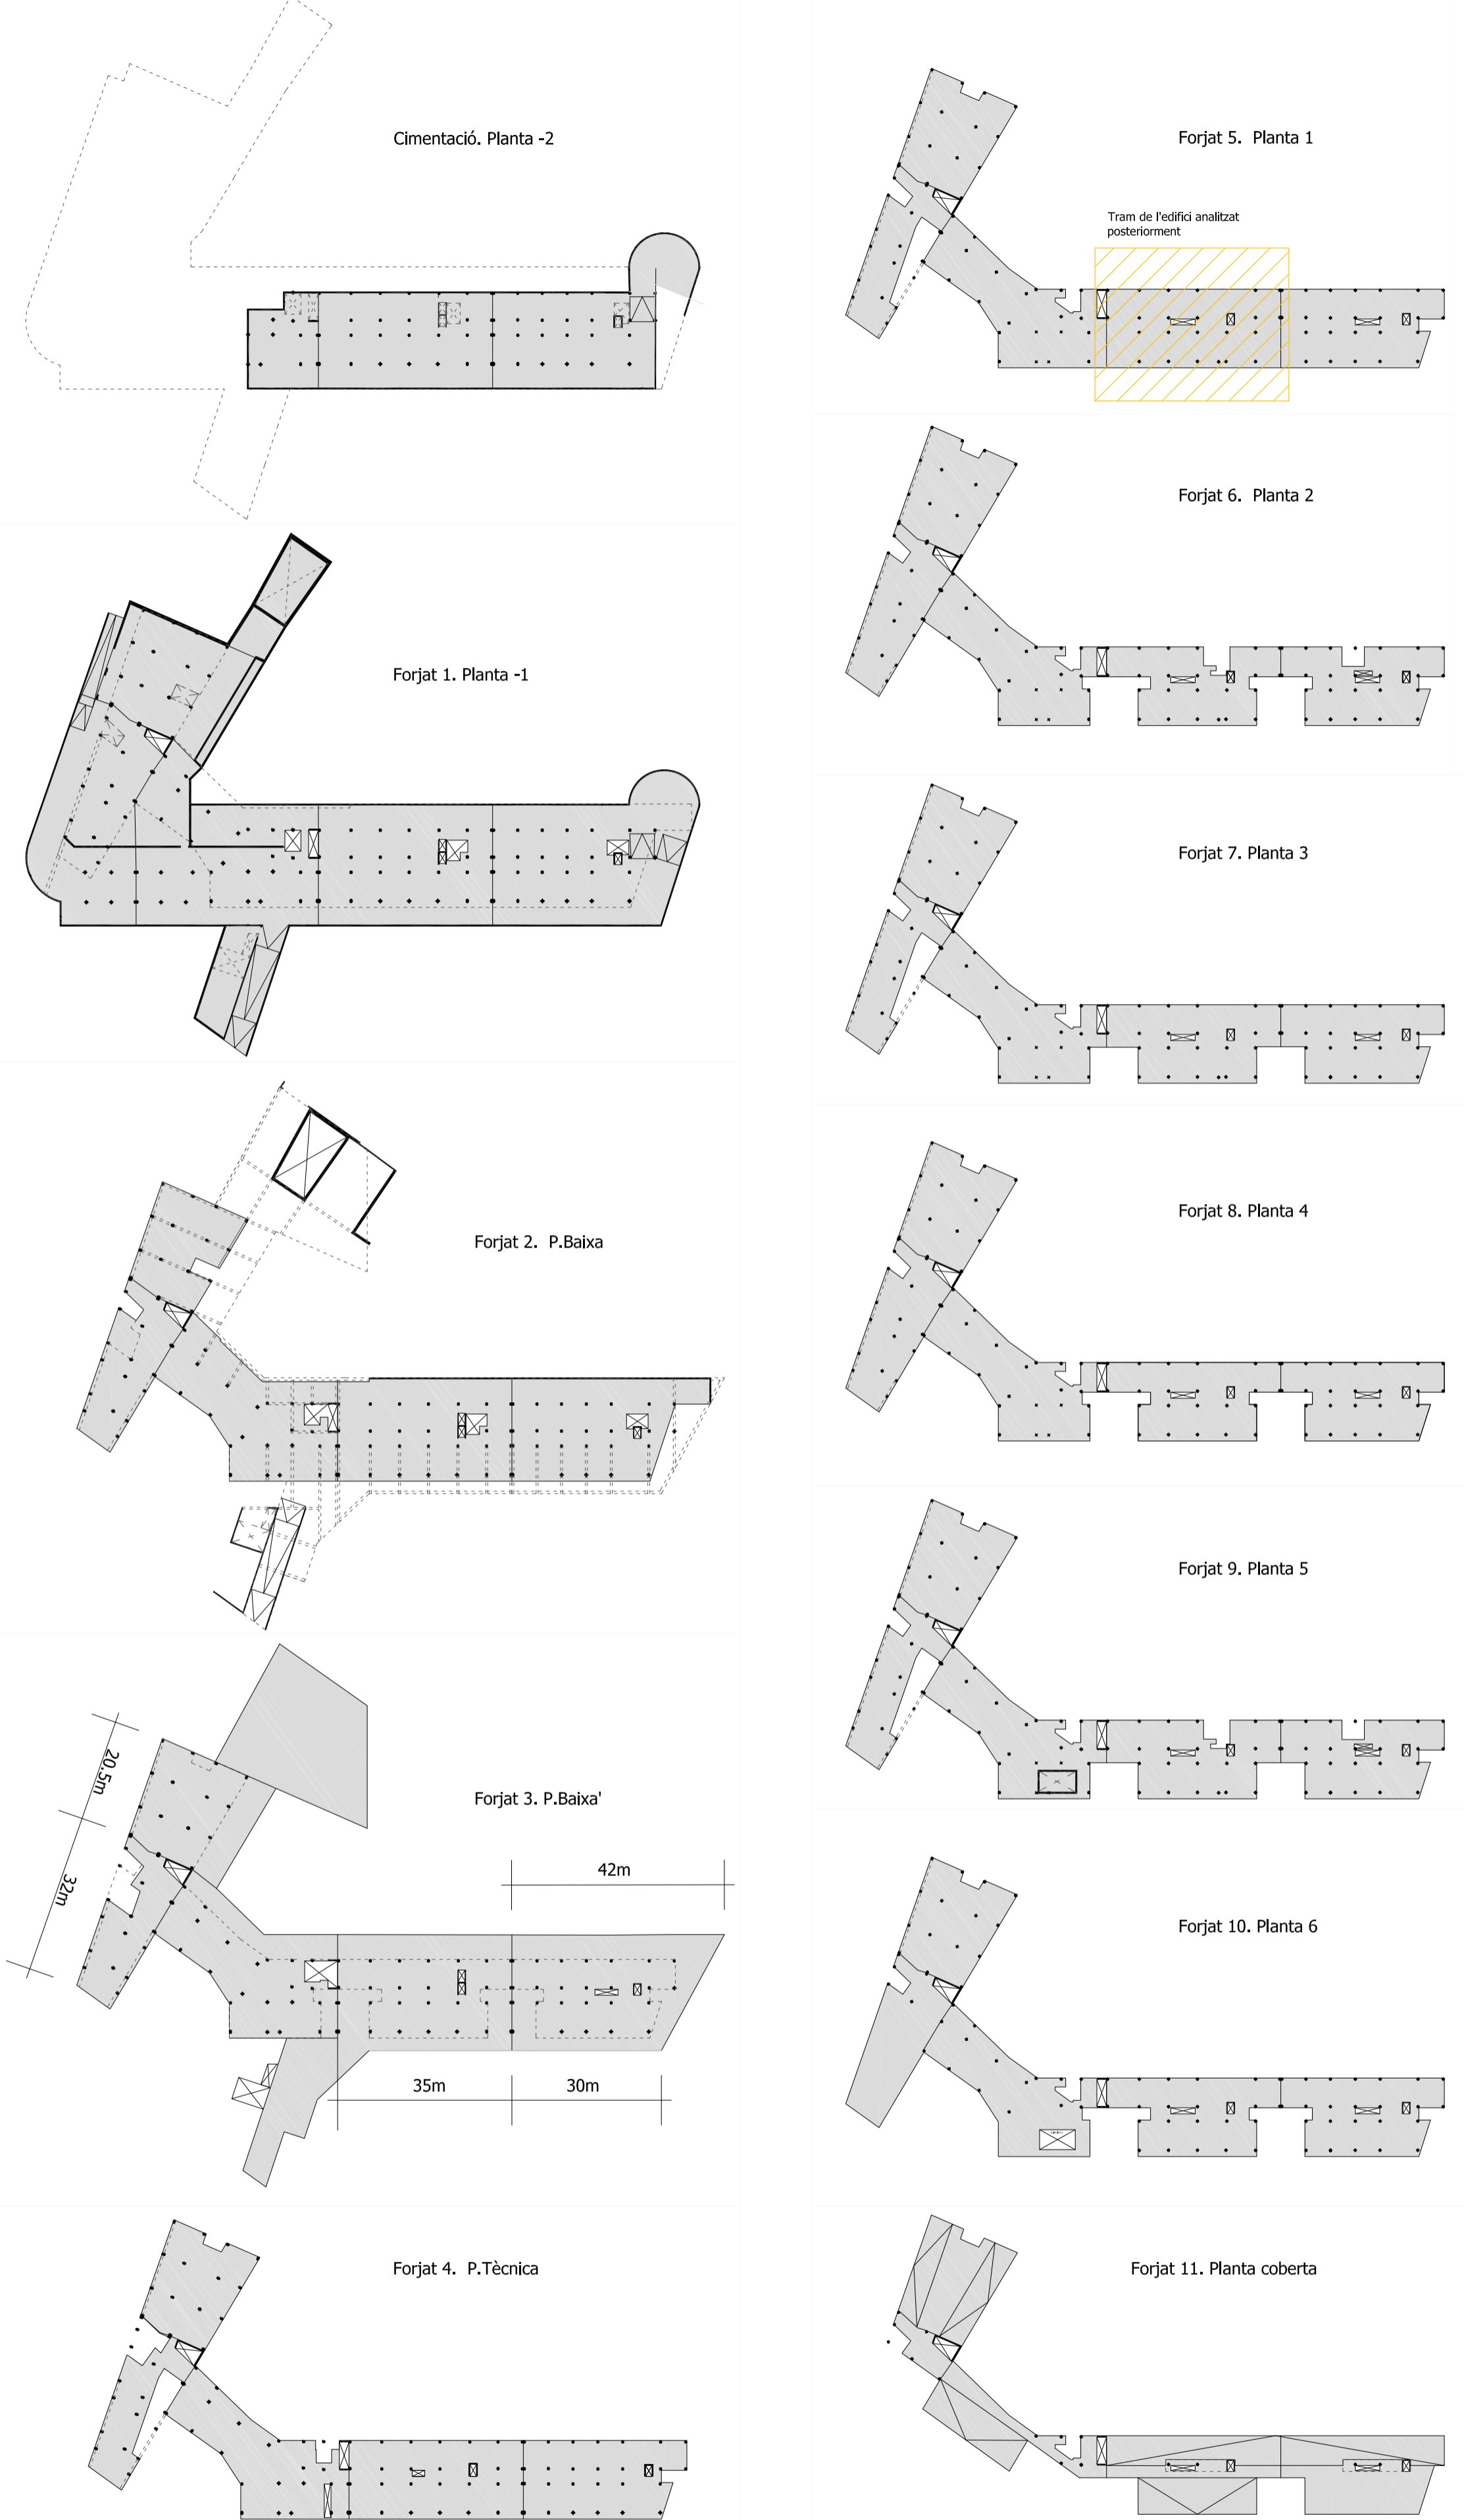 Cimentació. Planta -2
Forjat 1. Planta -1
Forjat 2.  P.Baixa
Forjat 3. P.Baixa'
20.5m
32m
42m
35m
30m
Forjat 4.  P.Tècnica
Forjat 5.  Planta 1
Tram de l'edifici analitzat
posteriorment
Forjat 6.  Planta 2
Forjat 7. Planta 3
Forjat 8. Planta 4
Forjat 9. Planta 5
Forjat 10. Planta 6
Forjat 11. Planta coberta